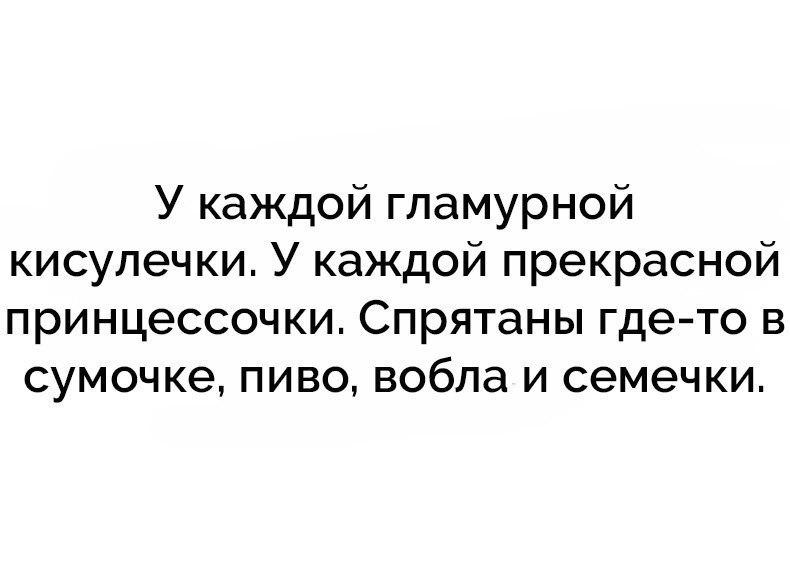 У каждой гламурной
кисулечки. У каждой прекрасной
принцессочки. Спрятаны где-то в
сумочке, пиво, вобла и семечки.